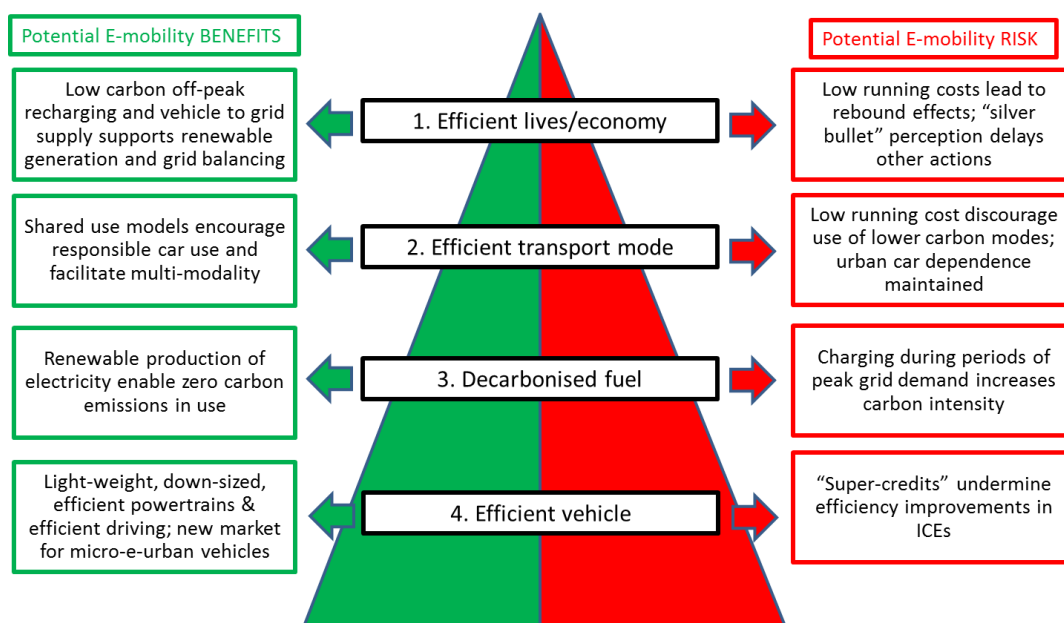 Potential E-mobility BENEFITS
Potential E-mobility RISK
Low carbon off-peak
recharging and vehicle to grid
supply supports renewable
generation and grid balancing
1. Efficient lives/economy
Low running costs lead to
rebound effects; “silver
bullet” perception delays
other actions
Shared use models encourage
responsible car use and
facilitate multi-modality
2. Efficient transport mode
Low running cost discourage
use of lower carbon modes;
urban car dependence
maintained
Renewable production of
electricity enable zero carbon
emissions in use
3. Decarbonised fuel
Charging during periods of
peak grid demand increases
carbon intensity
Light-weight, down-sized,
efficient powertrains &
efficient driving; new market
for micro-e-urban vehicles
4. Efficient vehicle
“Super-credits” undermine
efficiency improvements in
ICEs